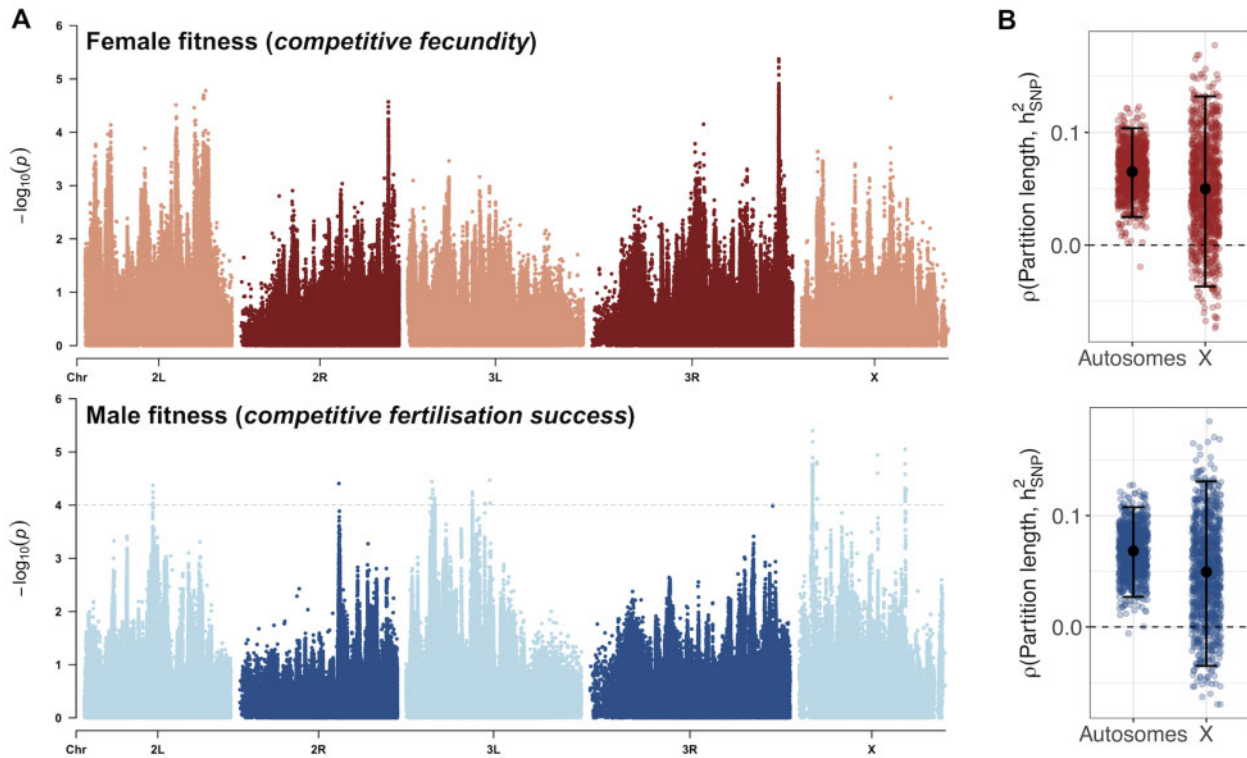 A
Female fitness (competitive fecundity)
6
5
4
3
2
1
0
−log10(p)
Chr 2L 2R 3L 3R X
Male fitness (competitive fertilisation success)
6
5
4
3
2
1
0
−log10(p)
Chr 2L 2R 3L 3R X
B
ρ(Partition length, h²SNP)
0.1
0.0
Autosomes X
ρ(Partition length, h²SNP)
0.1
0.0
Autosomes X